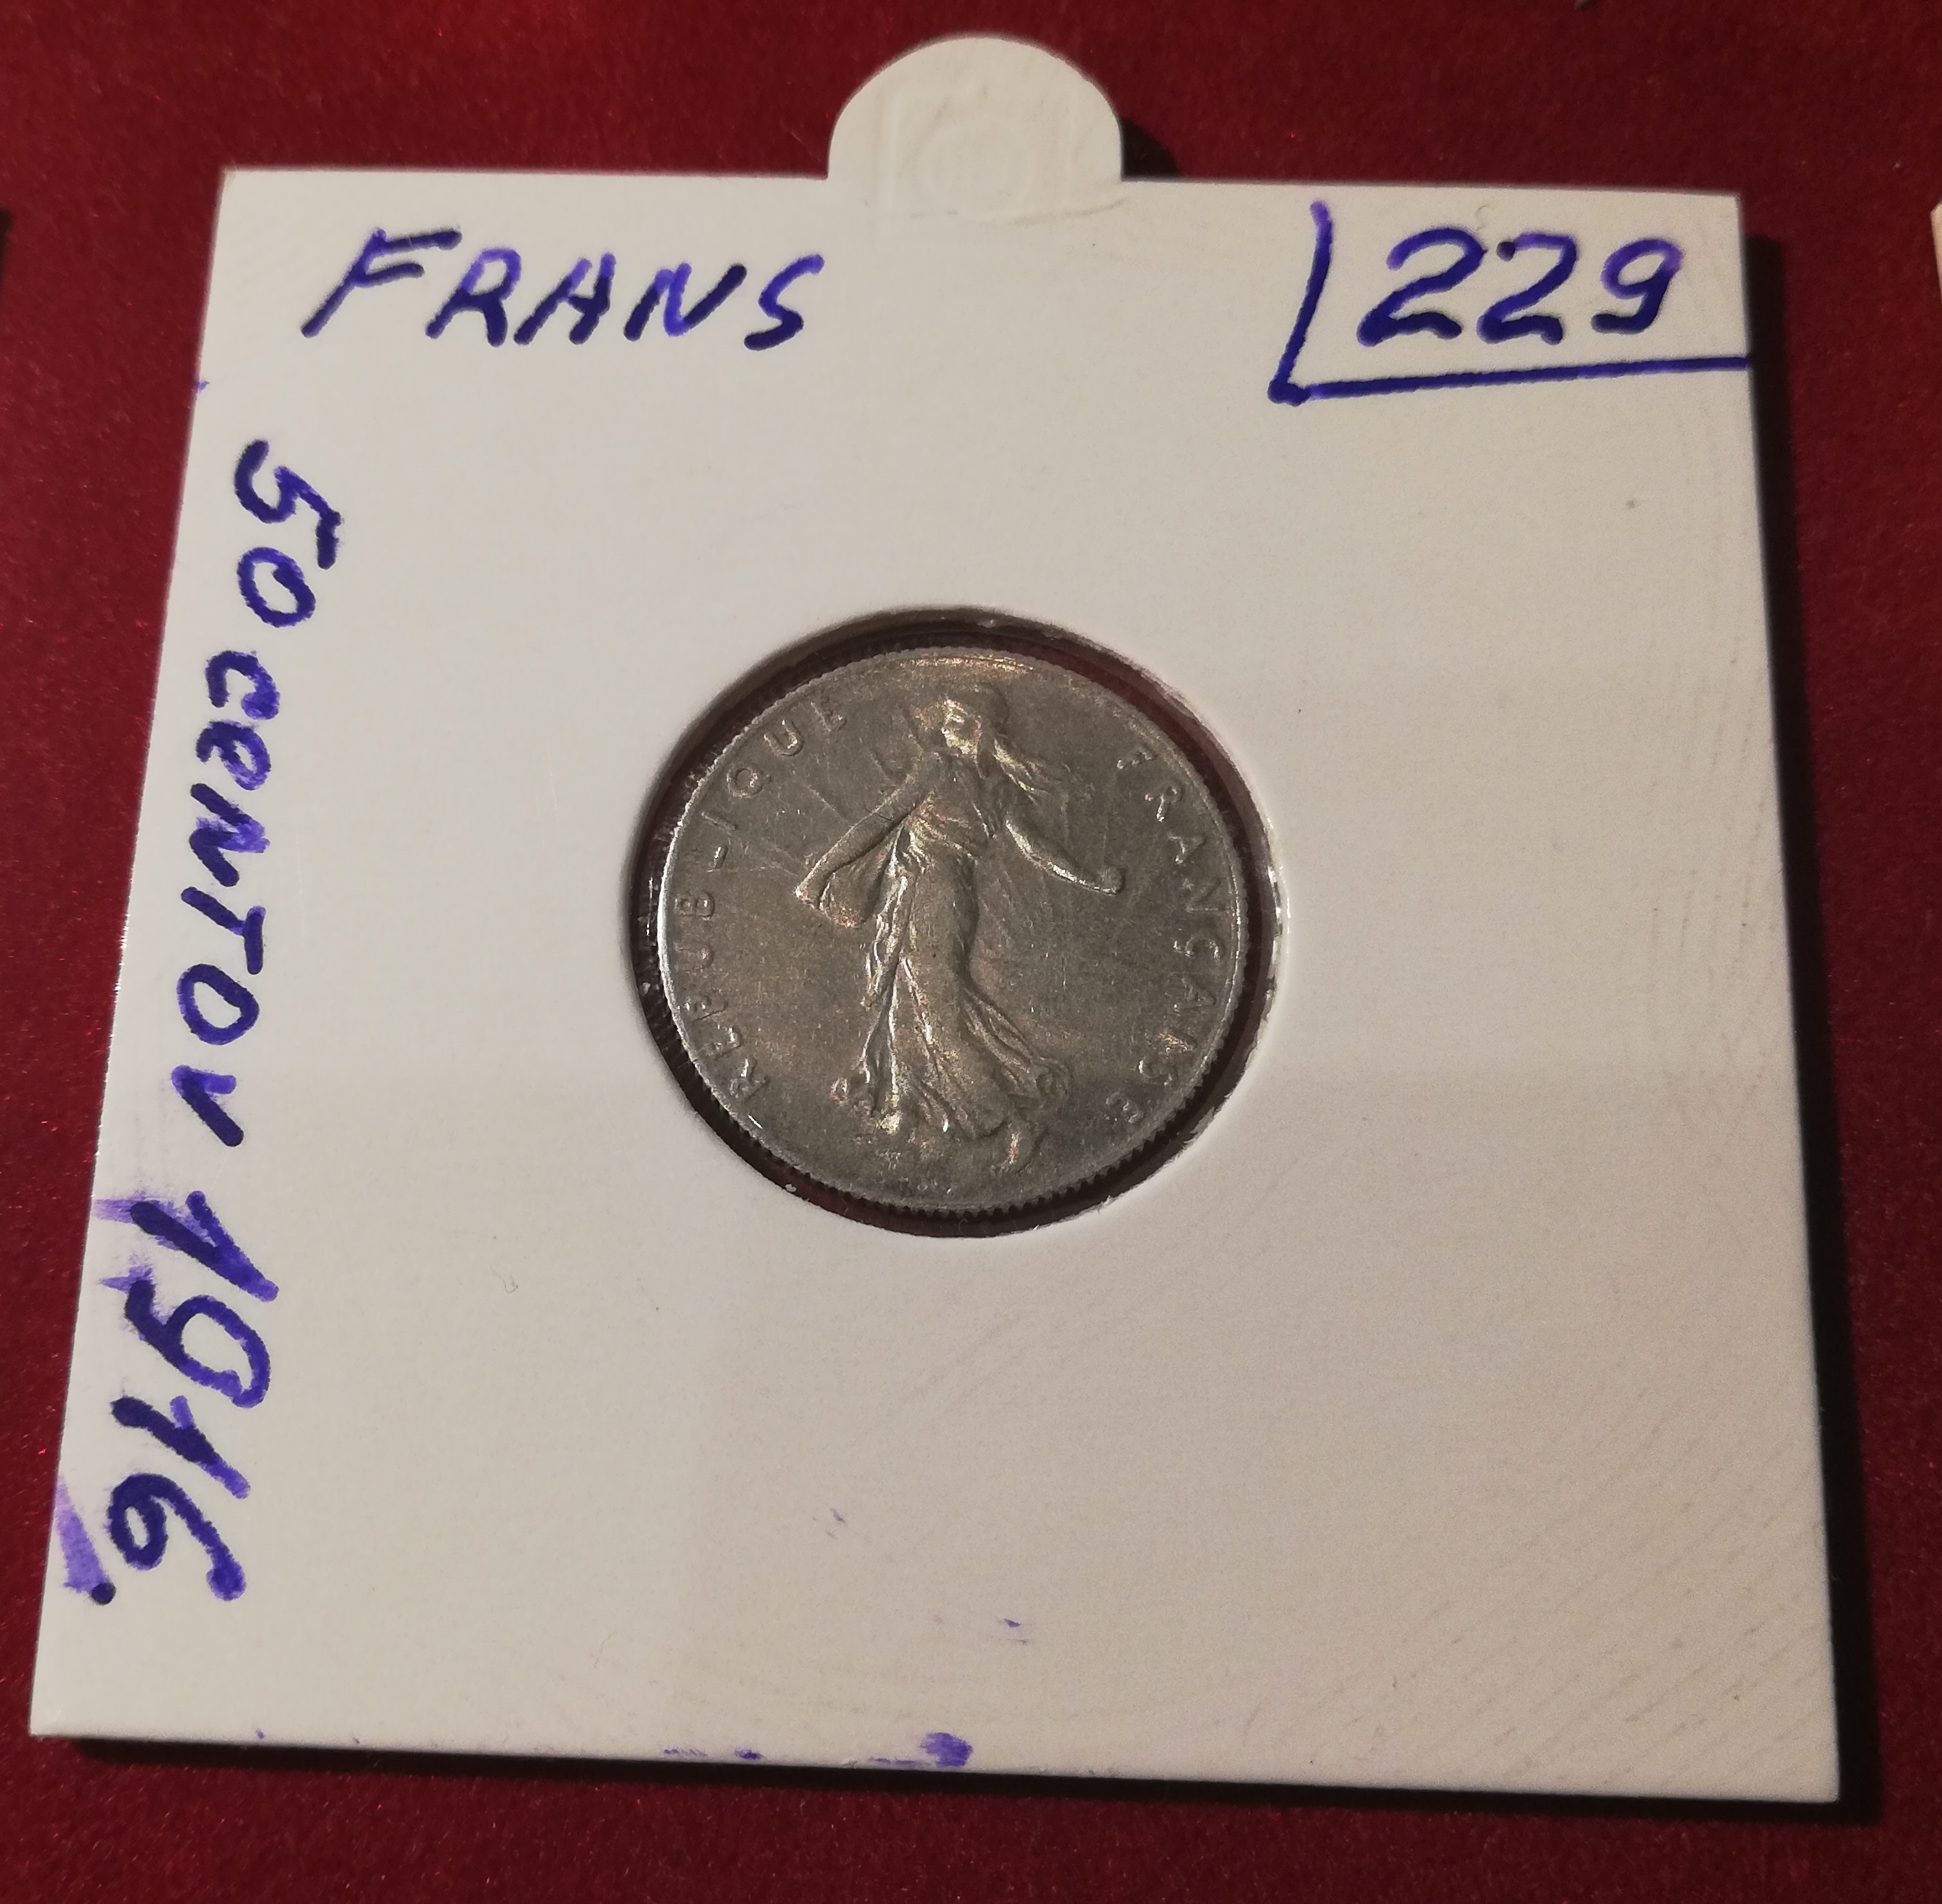 FRANS
229
50 CENTOV 1916.
REPUBLIQUE FRANÇAISE